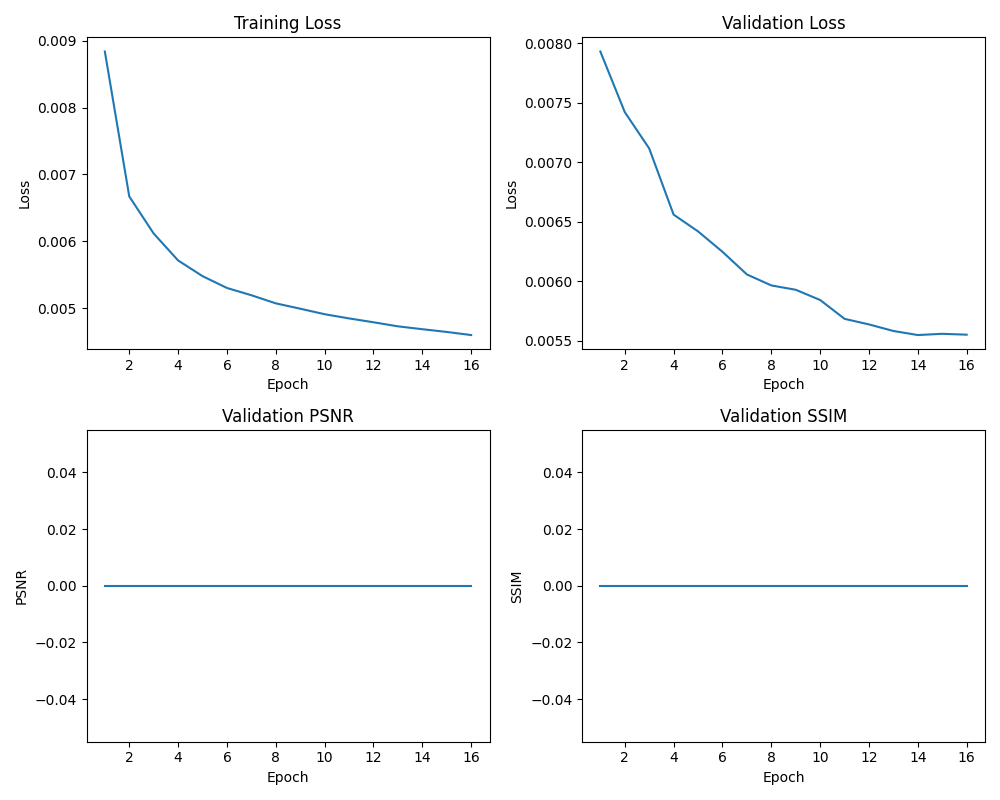 Training Loss
Loss
0.009
0.008
0.007
0.006
0.005
2 4 6 8 10 12 14 16
Epoch
Validation Loss
Loss
0.0080
0.0075
0.0070
0.0065
0.0060
0.0055
2 4 6 8 10 12 14 16
Epoch
Validation PSNR
PSNR
0.04
0.02
0.00
−0.02
−0.04
2 4 6 8 10 12 14 16
Epoch
Validation SSIM
SSIM
0.04
0.02
0.00
−0.02
−0.04
2 4 6 8 10 12 14 16
Epoch